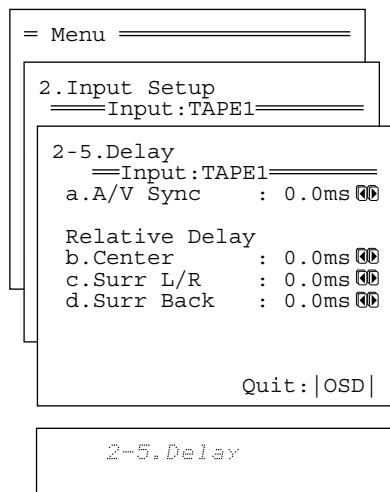 Menu
2.Input Setup
Input:TAPE1
2-5.Delay
Input:TAPE1
a.A/V Sync : 0.0ms
Relative Delay
b.Center : 0.0ms
c.Surr L/R : 0.0ms
d.Surr Back : 0.0ms
Quit:|OSD|
2-5.Delay